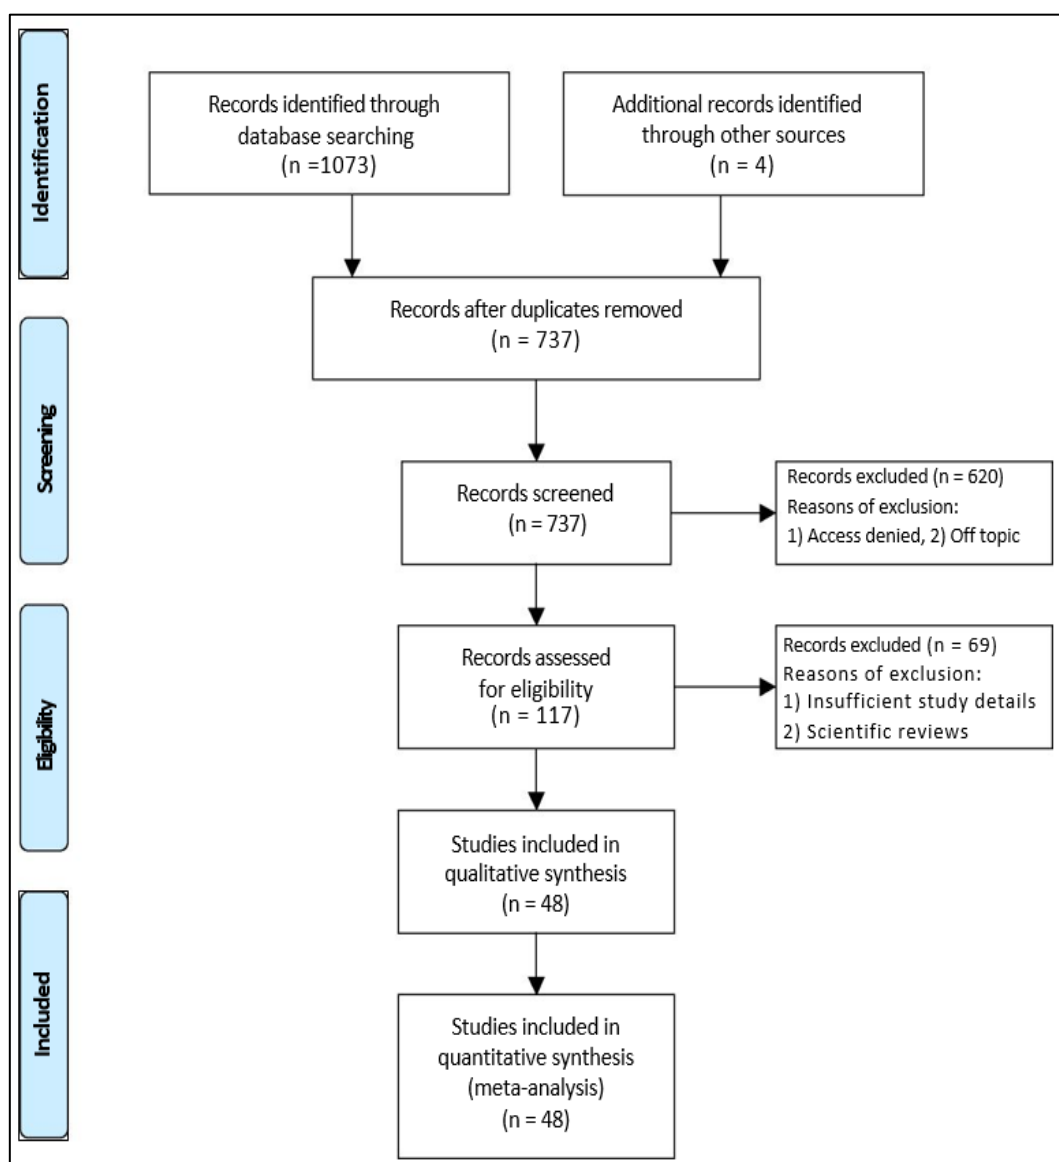 Identification
Records identified through
database searching
(n =1073)
Additional records identified
through other sources
(n = 4)
Records after duplicates removed
(n = 737)
Screening
Records screened
(n = 737)
Records excluded (n = 620)
Reasons of exclusion:
1) Access denied, 2) Off topic
Eligibility
Records assessed
for eligibility
(n = 117)
Records excluded (n = 69)
Reasons of exclusion:
1) Insufficient study details
2) Scientific reviews
Studies included in
qualitative synthesis
(n = 48)
Included
Studies included in
quantitative synthesis
(meta-analysis)
(n = 48)